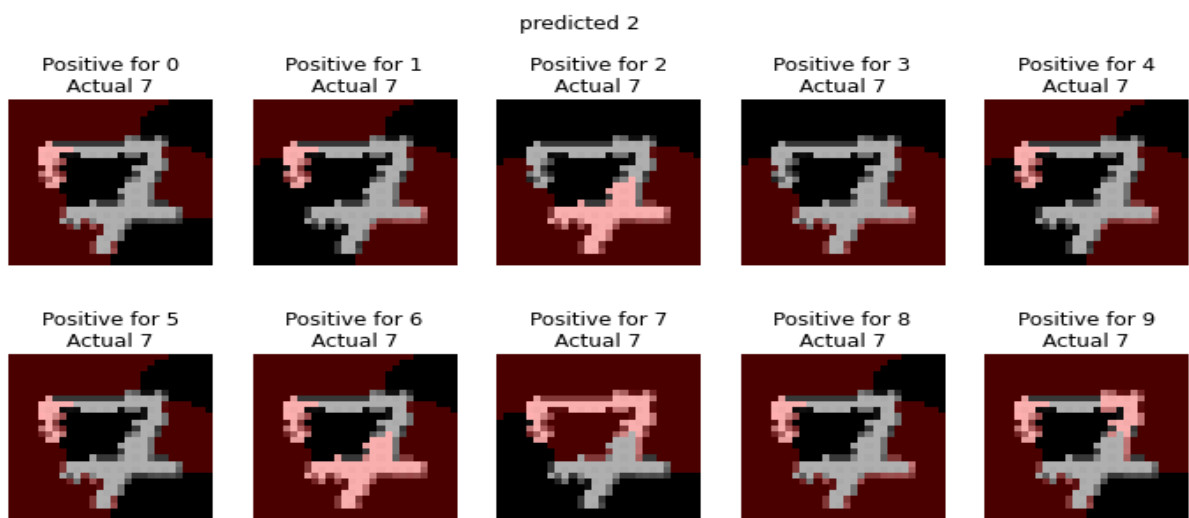 predicted 2
Positive for 0
Actual 7
Positive for 1
Actual 7
Positive for 2
Actual 7
Positive for 3
Actual 7
Positive for 4
Actual 7
Positive for 5
Actual 7
Positive for 6
Actual 7
Positive for 7
Actual 7
Positive for 8
Actual 7
Positive for 9
Actual 7